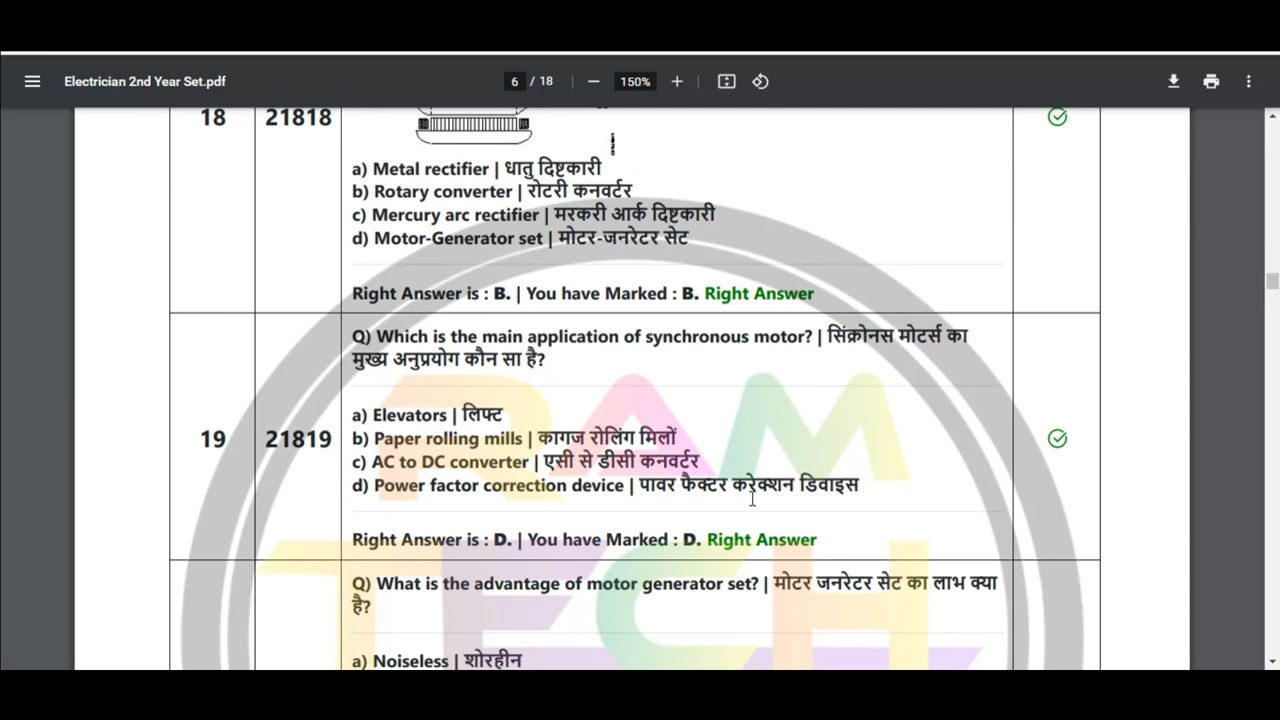 Electrician 2nd Year Set.pdf
6 / 18
150%
18
21818
a) Metal rectifier | धातु दिष्टकारी
b) Rotary converter | रोटरी कनवर्टर
c) Mercury arc rectifier | मरकरी आर्क दिष्टकारी
d) Motor-Generator set | मोटर-जनरेटर सेट
Right Answer is : B. | You have Marked : B. Right Answer
19
21819
Q) Which is the main application of synchronous motor? | सिंक्रोनस मोटर्स का
मुख्य अनुप्रयोग कौन सा है?
a) Elevators | लिफ्ट
b) Paper rolling mills | कागज रोलिंग मिलों
c) AC to DC converter | एसी से डीसी कनवर्टर
d) Power factor correction device | पावर फैक्टर करेक्शन डिवाइस
Right Answer is : D. | You have Marked : D. Right Answer
Q) What is the advantage of motor generator set? | मोटर जनरेटर सेट का लाभ क्या
है?
a) Noiseless | शोरहीन
RAM
TECH